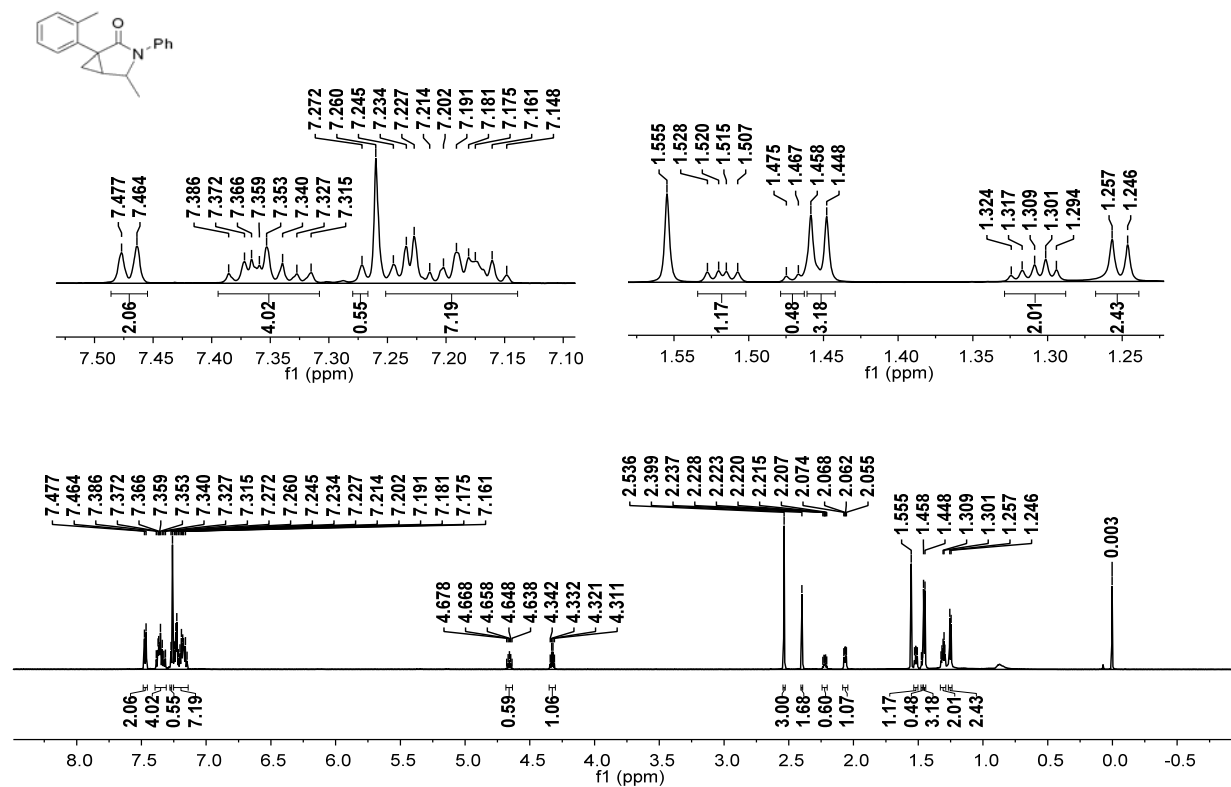 O
N Ph
7.272 7.260 7.245 7.234 7.227 7.214 7.202 7.191 7.181 7.175 7.161 7.148
7.477 7.464 7.386 7.372 7.366 7.359 7.353 7.340 7.327 7.315
2.06 4.02 0.55 7.19
7.50 7.45 7.40 7.35 7.30 7.25 7.20 7.15 7.10
f1 (ppm)
1.555 1.528 1.520 1.515 1.507 1.475 1.467 1.458 1.448 1.324 1.317 1.309 1.301 1.294 1.257 1.246
1.17 0.48 3.18 2.01 2.43
1.55 1.50 1.45 1.40 1.35 1.30 1.25
f1 (ppm)
7.477 7.464 7.386 7.372 7.366 7.359 7.353 7.340 7.327 7.315 7.272 7.260 7.245 7.234 7.227 7.214 7.202 7.191 7.181 7.175 7.161
4.678 4.668 4.658 4.648 4.638 4.342 4.332 4.321 4.311
2.536 2.399 2.237 2.228 2.223 2.220 2.215 2.207 2.074 2.068 2.062 2.055
1.555 1.458 1.448 1.309 1.301 1.257 1.246
0.003
2.06 4.02 0.55 7.19 0.59 1.06 3.00 1.68 0.60 1.07 1.17 0.48 3.18 2.01 2.43
8.0 7.5 7.0 6.5 6.0 5.5 5.0 4.5 4.0 3.5 3.0 2.5 2.0 1.5 1.0 0.5 0.0 -0.5
f1 (ppm)